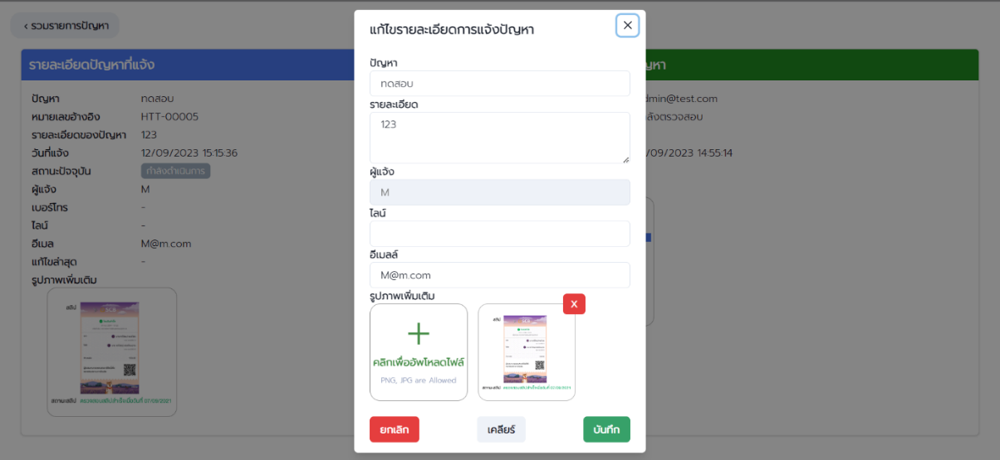 ‹ รวมรายการปัญหา
รายละเอียดปัญหาที่แจ้ง
ปัญหา ทดสอบ
หมายเลขอ้างอิง HTT-00005
รายละเอียดของปัญหา 123
วันที่แจ้ง 12/09/2023 15:15:36
สถานะปัจจุบัน กำลังดำเนินการ
ผู้แจ้ง M
เบอร์โทร -
ไลน์ -
อีเมล M@m.com
แก้ไขล่าสุด -
รูปภาพเพิ่มเติม
สลิป
SCB
แก้ไขรายละเอียดการแจ้งปัญหา
ปัญหา
ทดสอบ
รายละเอียด
123
ผู้แจ้ง
M
ไลน์
อีเมลล์
M@m.com
รูปภาพเพิ่มเติม
X
คลิกเพื่ออัพโหลดไฟล์
PNG, JPG are Allowed
สลิป
ยกเลิก
เคลียร์
บันทึก
dmin@test.com
ลังตรวจสอบ
/09/2023 14:55:14